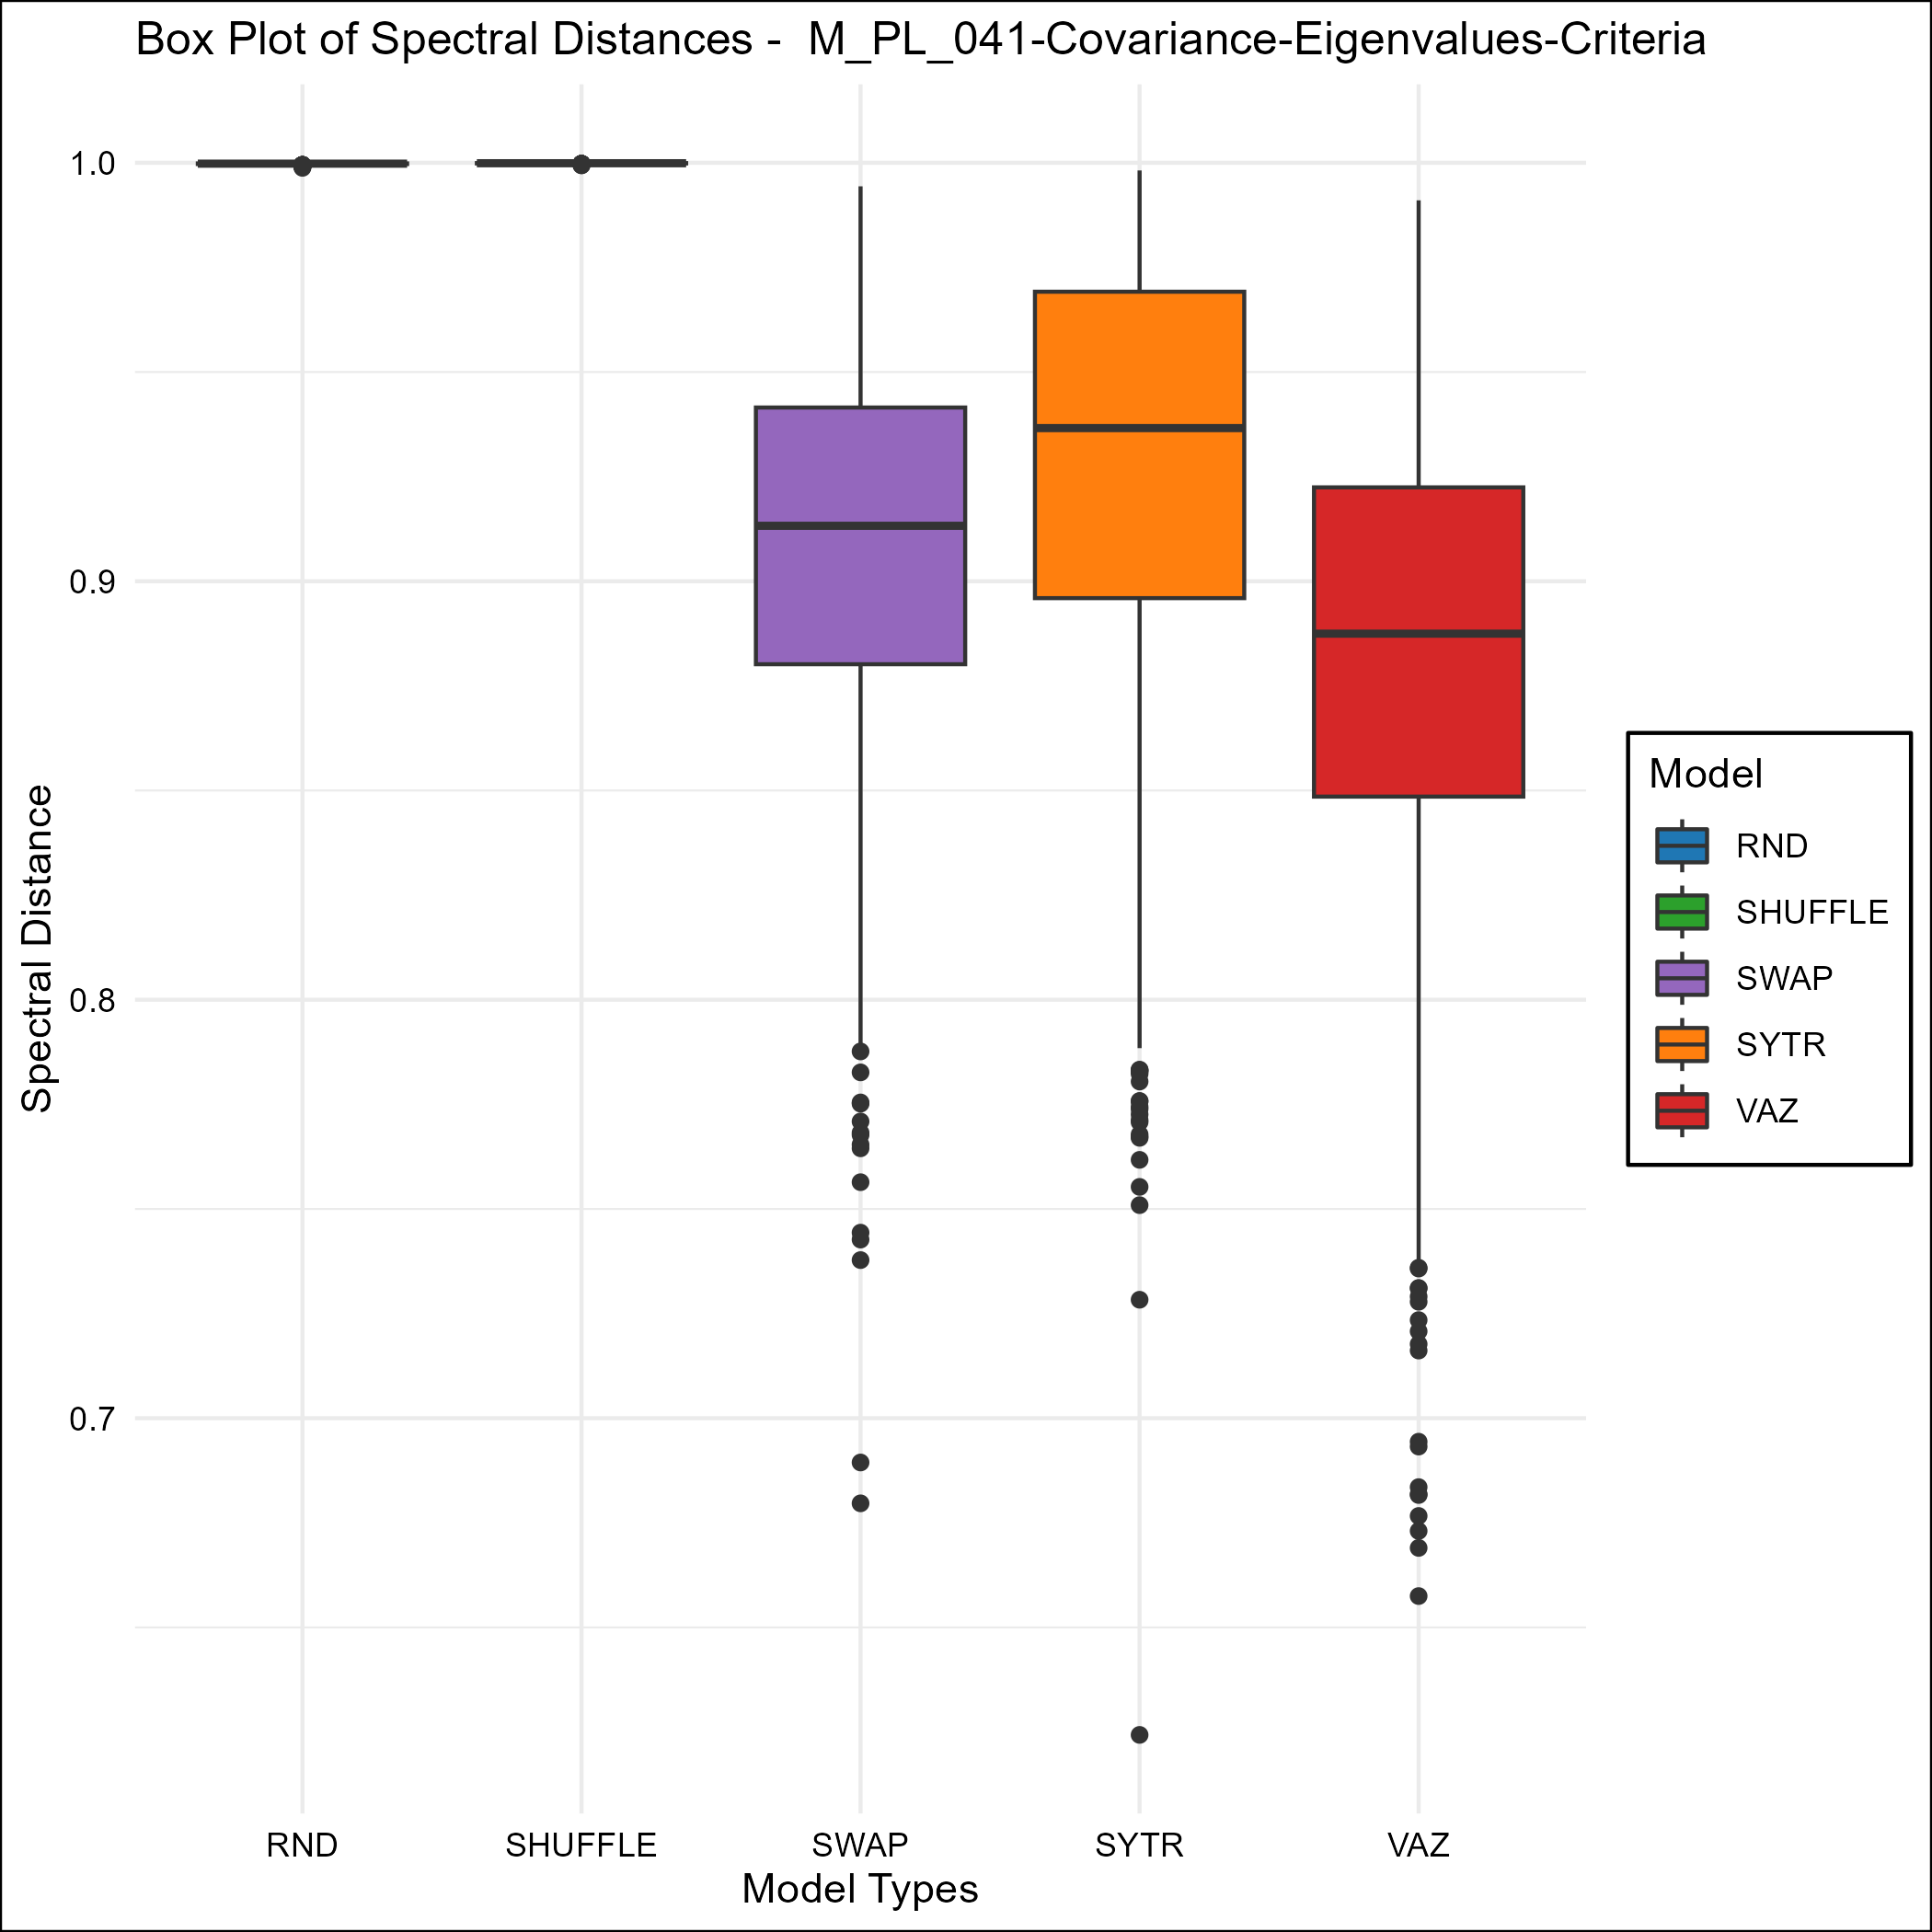 Box Plot of Spectral Distances -  M_PL_041-Covariance-Eigenvalues-Criteria
Spectral Distance
1.0
0.9
0.8
0.7
RND
SHUFFLE
SWAP
SYTR
VAZ
Model Types
Model
RND
SHUFFLE
SWAP
SYTR
VAZ